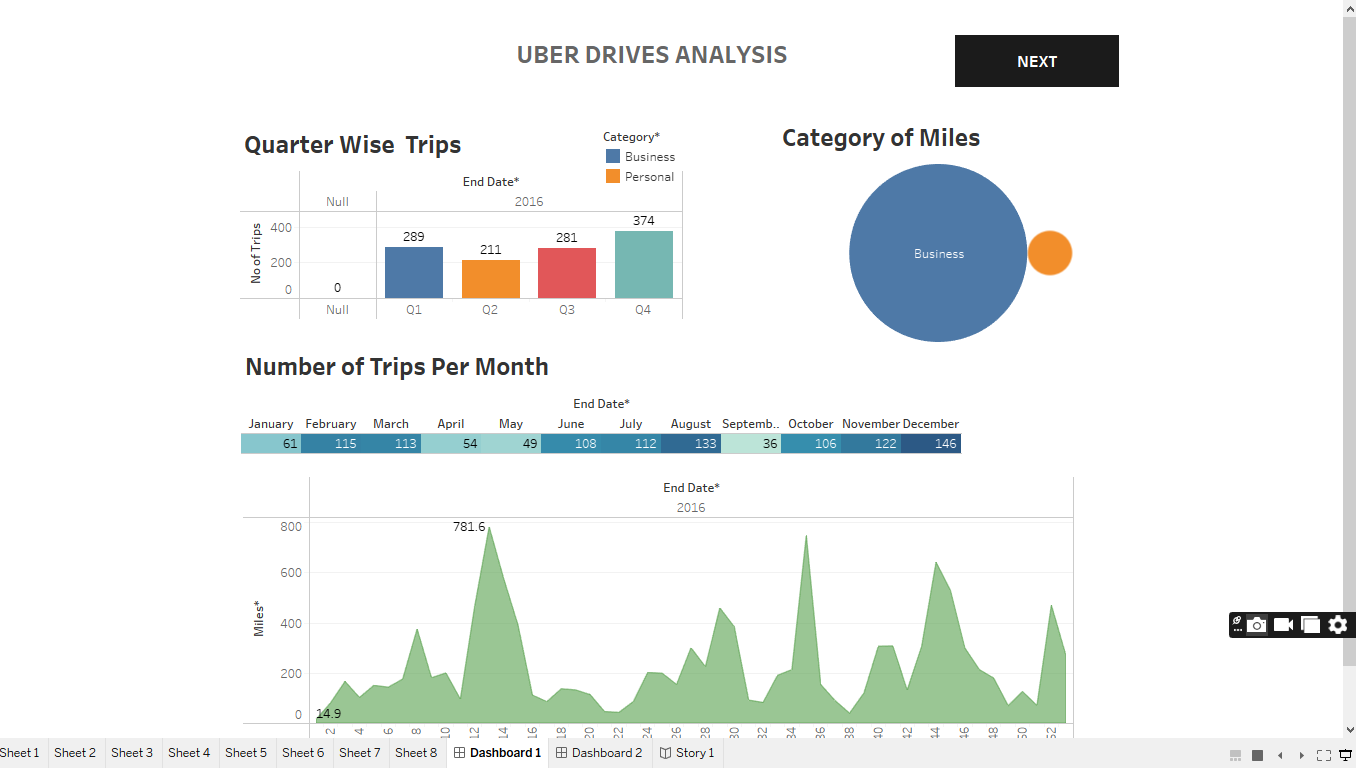 UBER DRIVES ANALYSIS
NEXT
Quarter Wise  Trips
Category*
Business
Personal
End Date*
Null
2016
No of Trips
400
200
0
0
289
211
281
374
Null
Q1
Q2
Q3
Q4
Category of Miles
Business
Number of Trips Per Month
End Date*
January February March April May June July August Septemb.. October November December
61 115 113 54 49 108 112 133 36 106 122 146
End Date*
2016
Miles*
800
600
400
200
0
781.6
14.9
2 4 6 8 10 12 14 16 18 20 22 24 26 28 30 32 34 36 38 40 42 44 46 48 50 52
Sheet 1 Sheet 2 Sheet 3 Sheet 4 Sheet 5 Sheet 6 Sheet 7 Sheet 8 Dashboard 1 Dashboard 2 Story 1